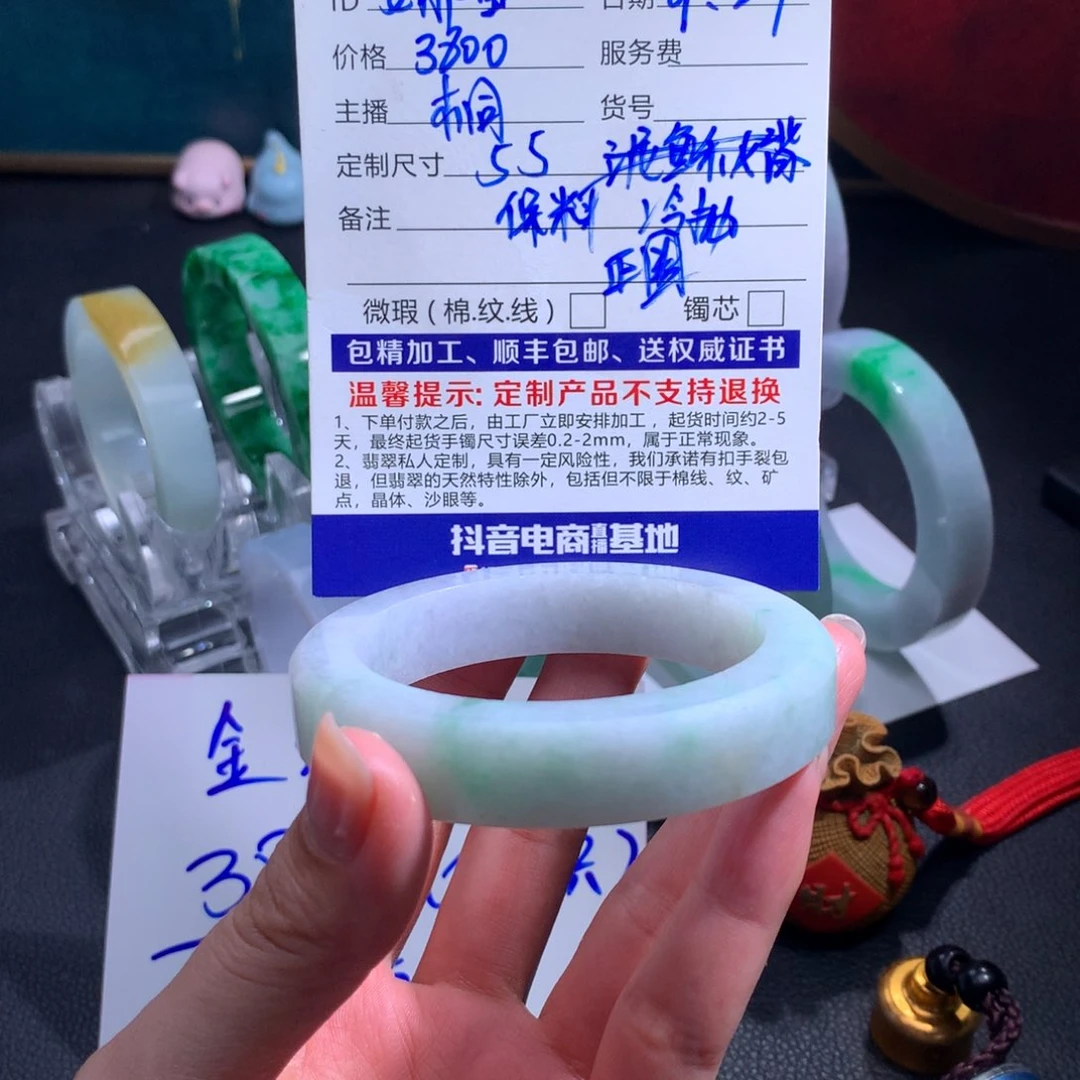 ID 日期
价格 3800 服务费
主播 桐 货号
定制尺寸 55
备注 保料
正圆
微瑕(棉.纹.线) 镯芯
包精加工、顺丰包邮、送权威证书
温馨提示: 定制产品不支持退换
1、下单付款之后，由工厂立即安排加工，起货时间约2-5
天，最终起货手镯尺寸误差0.2-2mm，属于正常现象。
2、翡翠私人定制，具有一定风险性，我们承诺有扣手裂包
退，但翡翠的天然特性除外，包括但不限于棉线、纹、矿
点，晶体、沙眼等。
抖音电商直播基地
金